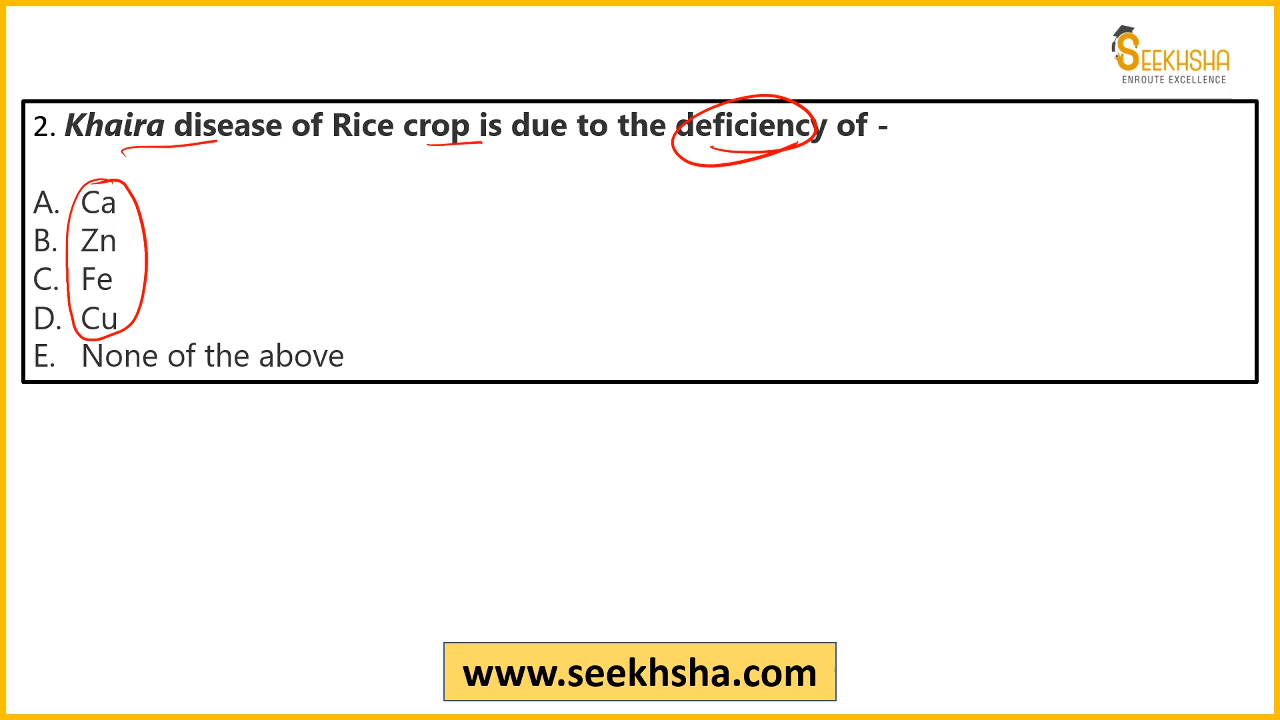 SEEKHSHA
ENROUTE EXCELLENCE
2. Khaira disease of Rice crop is due to the deficiency of -
A. Ca
B. Zn
C. Fe
D. Cu
E. None of the above
www.seekhsha.com